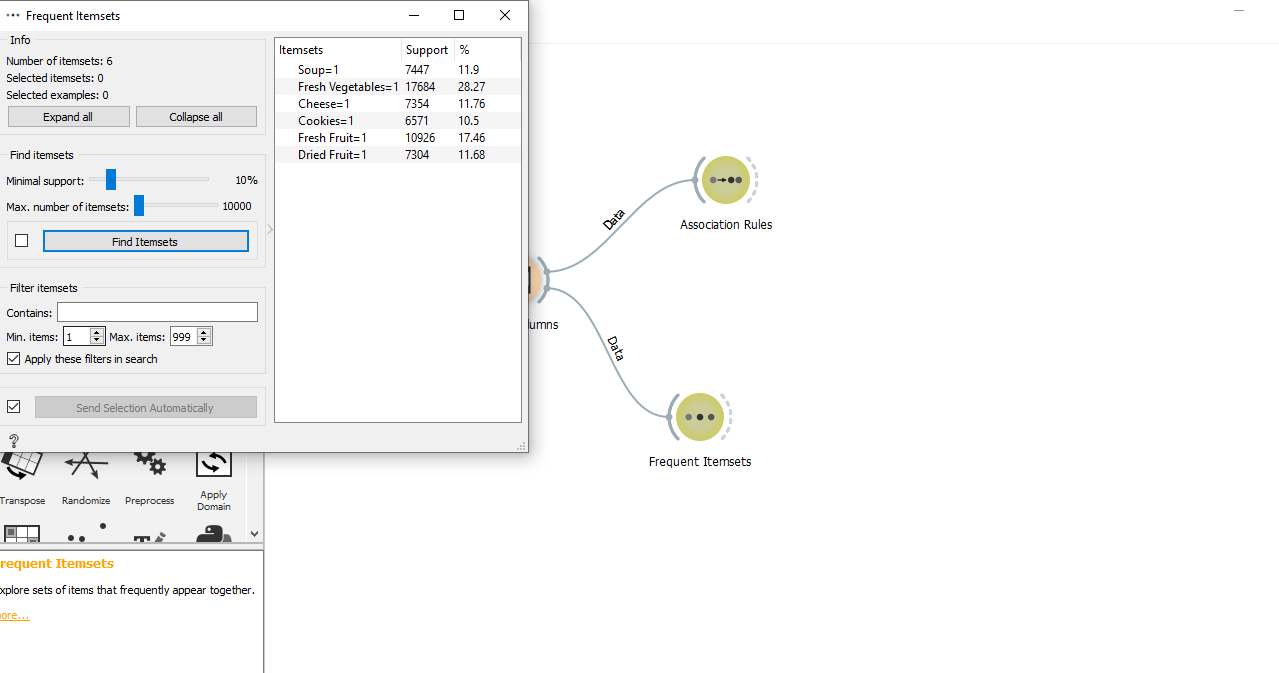 Frequent Itemsets
Info
Number of itemsets: 6
Selected itemsets: 0
Selected examples: 0
Expand all
Collapse all
Find itemsets
Minimal support:
10%
Max. number of itemsets:
10000
Find Itemsets
Filter itemsets
Contains:
Min. items: 1 Max. items: 999
Apply these filters in search
Send Selection Automatically
?
Itemsets Support %
Soup=1 7447 11.9
Fresh Vegetables=1 17684 28.27
Cheese=1 7354 11.76
Cookies=1 6571 10.5
Fresh Fruit=1 10926 17.46
Dried Fruit=1 7304 11.68
Data
Association Rules
umns
Data
Frequent Itemsets
Transpose
Randomize
Preprocess
Apply
Domain
requent Itemsets
xplore sets of items that frequently appear together.
ore...